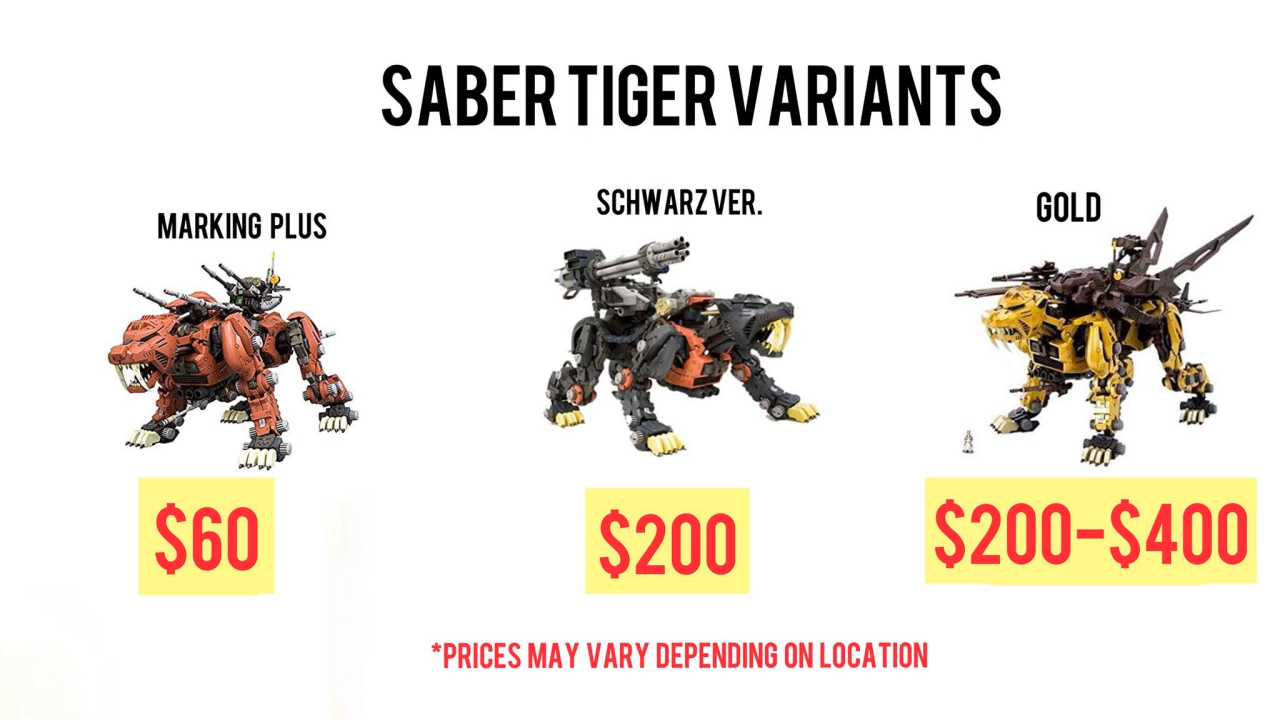 SABER TIGER VARIANTS
MARKING PLUS
SCHWARZ VER.
GOLD
$60
$200
$200-$400
*PRICES MAY VARY DEPENDING ON LOCATION